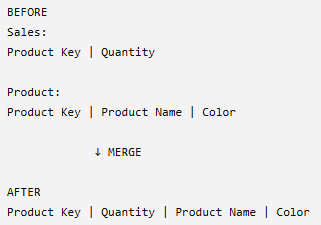 BEFORE
Sales:
Product Key | Quantity
Product:
Product Key | Product Name | Color
↓ MERGE
AFTER
Product Key | Quantity | Product Name | Color